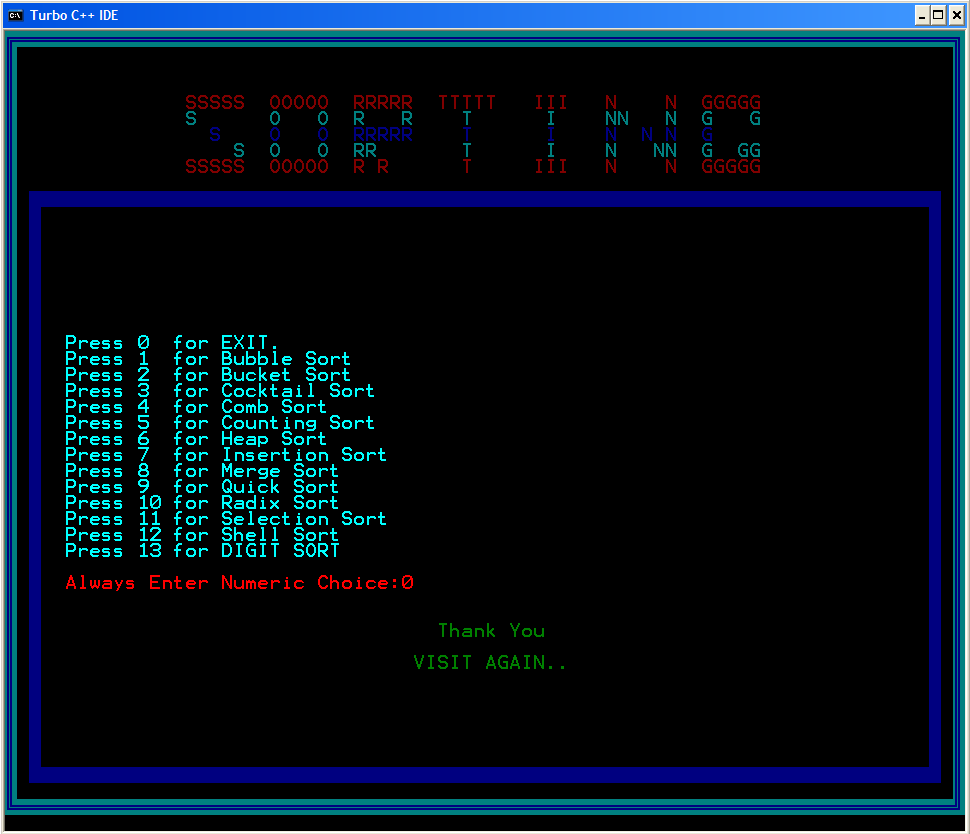 Turbo C++ IDE
SSSSS  OOOOO  RRRRR  TTTTT   III   N    N  GGGGG
S      O   O  R   R    T      I    NN   N  G   G
  S    O   O  RRRRR    T      I    N  N N  G
    S  O   O  RR       T      I    N   NN  G  GG
SSSSS  OOOOO  R R      T     III   N    N  GGGGG
Press 0  for EXIT.
Press 1  for Bubble Sort
Press 2  for Bucket Sort
Press 3  for Cocktail Sort
Press 4  for Comb Sort
Press 5  for Counting Sort
Press 6  for Heap Sort
Press 7  for Insertion Sort
Press 8  for Merge Sort
Press 9  for Quick Sort
Press 10 for Radix Sort
Press 11 for Selection Sort
Press 12 for Shell Sort
Press 13 for DIGIT SORT
Always Enter Numeric Choice:0
Thank You
VISIT AGAIN..